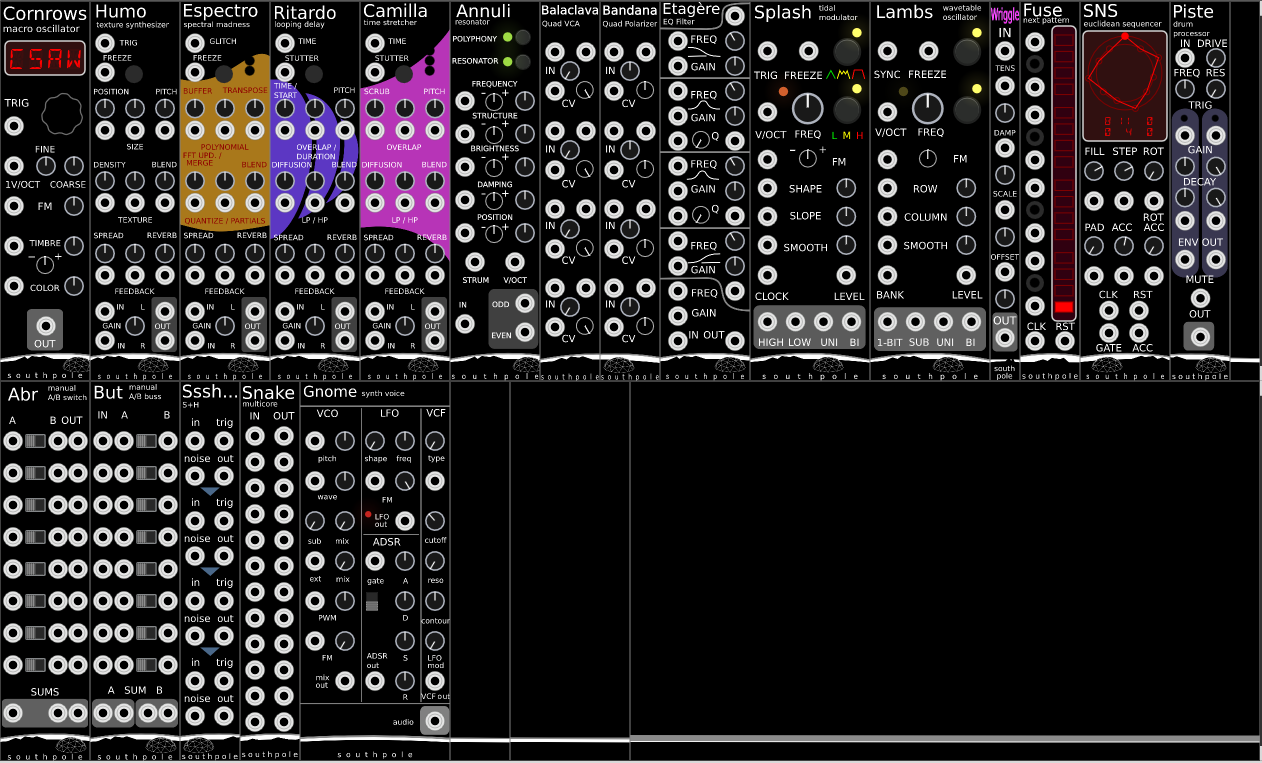 Cornrows
macro oscillator
CSAW
TRIG
FINE
1V/OCT COARSE
FM
TIMBRE
COLOR
OUT
southpole
Humo
texture synthesizer
TRIG
FREEZE
POSITION PITCH
SIZE
DENSITY BLEND
TEXTURE
SPREAD REVERB
FEEDBACK
IN L
GAIN OUT
IN R
southpole
Espectro
spectral madness
GLITCH
FREEZE
BUFFER TRANSPOSE
POLYNOMIAL
FFT UPD. /
MERGE BLEND
QUANTIZE / PARTIALS
SPREAD REVERB
FEEDBACK
IN L
GAIN OUT
IN R
southpole
Ritardo
looping delay
TIME
STUTTER
TIME /
START PITCH
OVERLAP /
DURATION
DIFFUSION BLEND
LP / HP
SPREAD REVERB
FEEDBACK
IN L
GAIN OUT
IN R
southpole
Camilla
time stretcher
TIME
STUTTER
SCRUB PITCH
OVERLAP
DIFFUSION BLEND
LP / HP
SPREAD REVERB
FEEDBACK
IN L
GAIN OUT
IN R
southpole
Annuli
resonator
POLYPHONY
RESONATOR
FREQUENCY
- +
STRUCTURE
- +
BRIGHTNESS
- +
DAMPING
- +
POSITION
- +
STRUM V/OCT
IN ODD
EVEN
southpole
Balaclava
Quad VCA
IN
CV
IN
CV
IN
CV
IN
CV
southpole
Bandana
Quad Polarizer
IN
CV
IN
CV
IN
CV
IN
CV
southpole
Etagère
EQ Filter
FREQ
GAIN
FREQ
GAIN
Q
FREQ
GAIN
Q
FREQ
GAIN
FREQ
GAIN
IN OUT
southpole
Splash tidal
modulator
TRIG FREEZE
V/OCT FREQ L M H
- + FM
SHAPE
SLOPE
SMOOTH
CLOCK LEVEL
HIGH LOW UNI BI
southpole
Lambs wavetable
oscillator
SYNC FREEZE
V/OCT FREQ
FM
ROW
COLUMN
SMOOTH
BANK LEVEL
1-BIT SUB UNI BI
southpole
Wriggle
IN
TENS
DAMP
SCALE
OFFSET
OUT
south
pole
Fuse
next pattern
CLK RST
southpole
SNS
euclidean sequencer
FILL STEP ROT
ROT
PAD ACC ACC
CLK RST
GATE ACC
southpole
Piste
drum
processor
IN DRIVE
FREQ RES
TRIG
GAIN
DECAY
ENV OUT
MUTE
OUT
southpole
Abr manual
A/B switch
A B OUT
SUMS
southpole
But manual
A/B buss
IN A B
A SUM B
southpole
Sssh...
S+H
in trig
noise out
in trig
noise out
in trig
noise out
in trig
noise out
southpole
Snake
multicore
IN OUT
southpole
Gnome synth voice
VCO LFO VCF
pitch shape freq type
wave FM
LFO
out
sub mix cutoff
ADSR
ext mix gate A reso
PWM D contour
FM ADSR
out S LFO
mod
mix
out R VCF out
audio
southpole